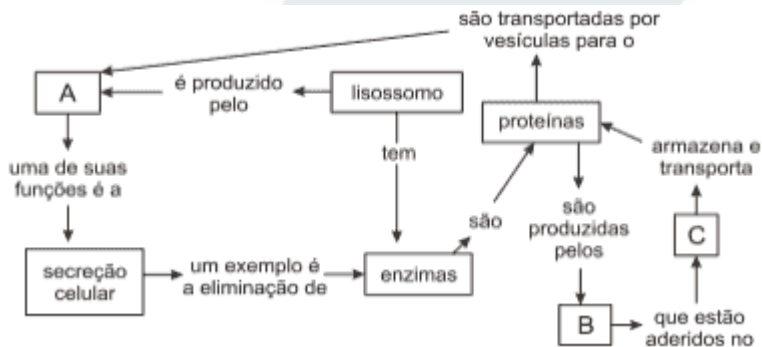 são transportadas por
vesículas para o
A
é produzido
pelo
lisossomo
proteínas
armazena e
transporta
tem
uma de suas
funções é a
são
são
produzidas
pelos
C
secreção
celular
um exemplo é
a eliminação de
enzimas
B
que estão
aderidos no